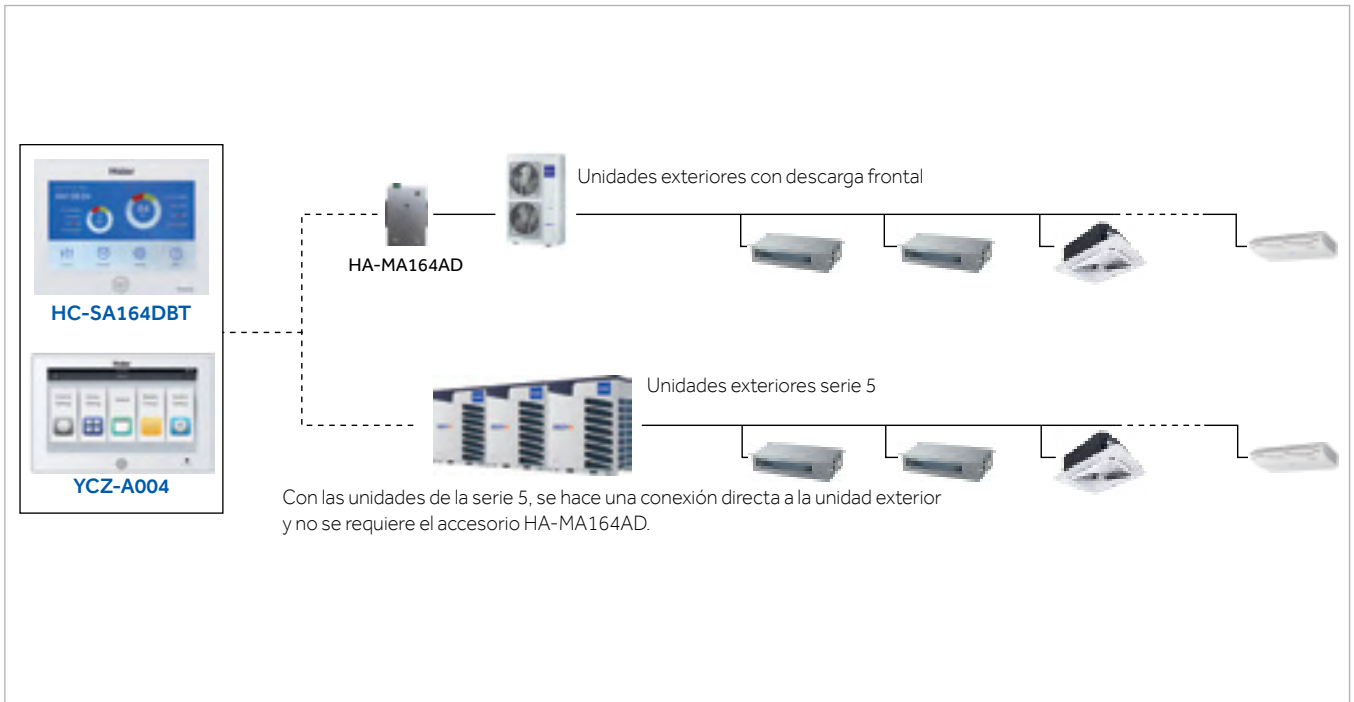 Haier
Unidades exteriores con descarga frontal
HA-MA164AD
HC-SA164DBT
Unidades exteriores serie 5
YCZ-A004
Con las unidades de la serie 5, se hace una conexión directa a la unidad exterior
y no se requiere el accesorio HA-MA164AD.